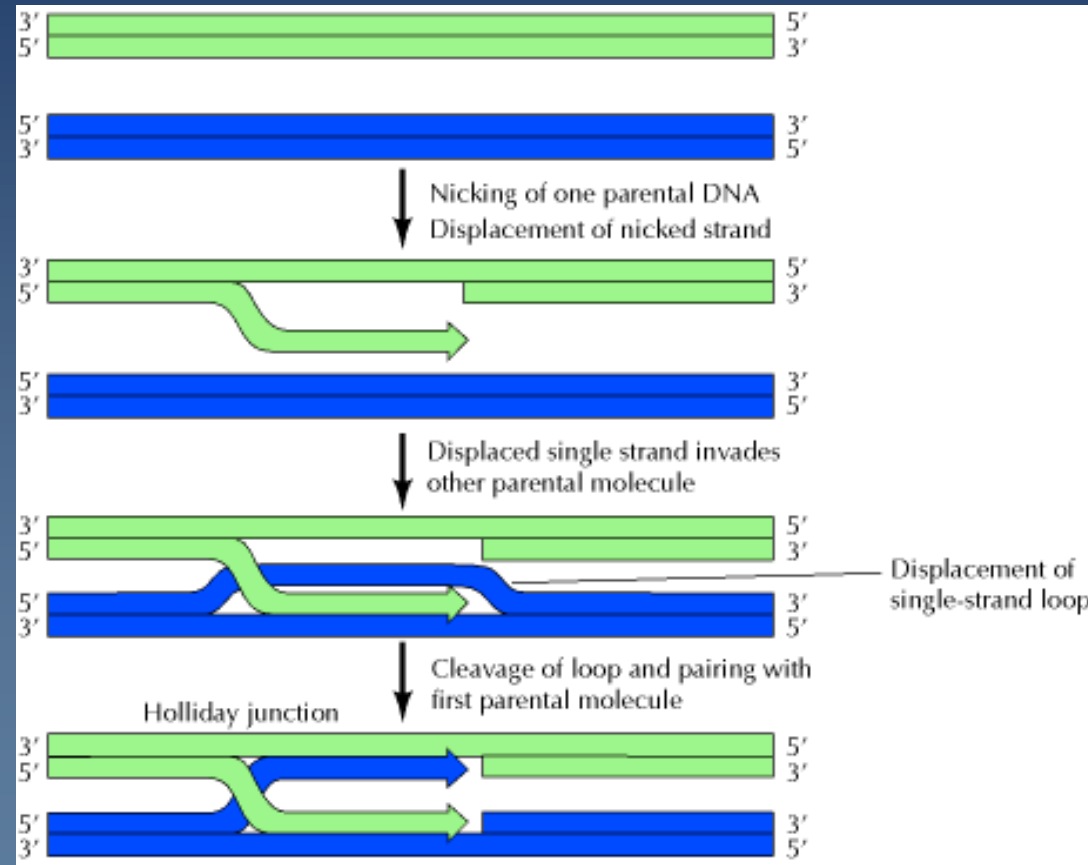 3′ 5′
5′ 3′
5′ 3′
3′ 5′
Nicking of one parental DNA
Displacement of nicked strand
3′ 5′
5′ 3′
5′ 3′
3′ 5′
Displaced single strand invades
other parental molecule
3′ 5′
5′ 3′
Displacement of
single-strand loop
5′ 3′
3′ 5′
Cleavage of loop and pairing with
first parental molecule
Holliday junction
3′ 5′
5′ 3′
5′ 3′
3′ 5′